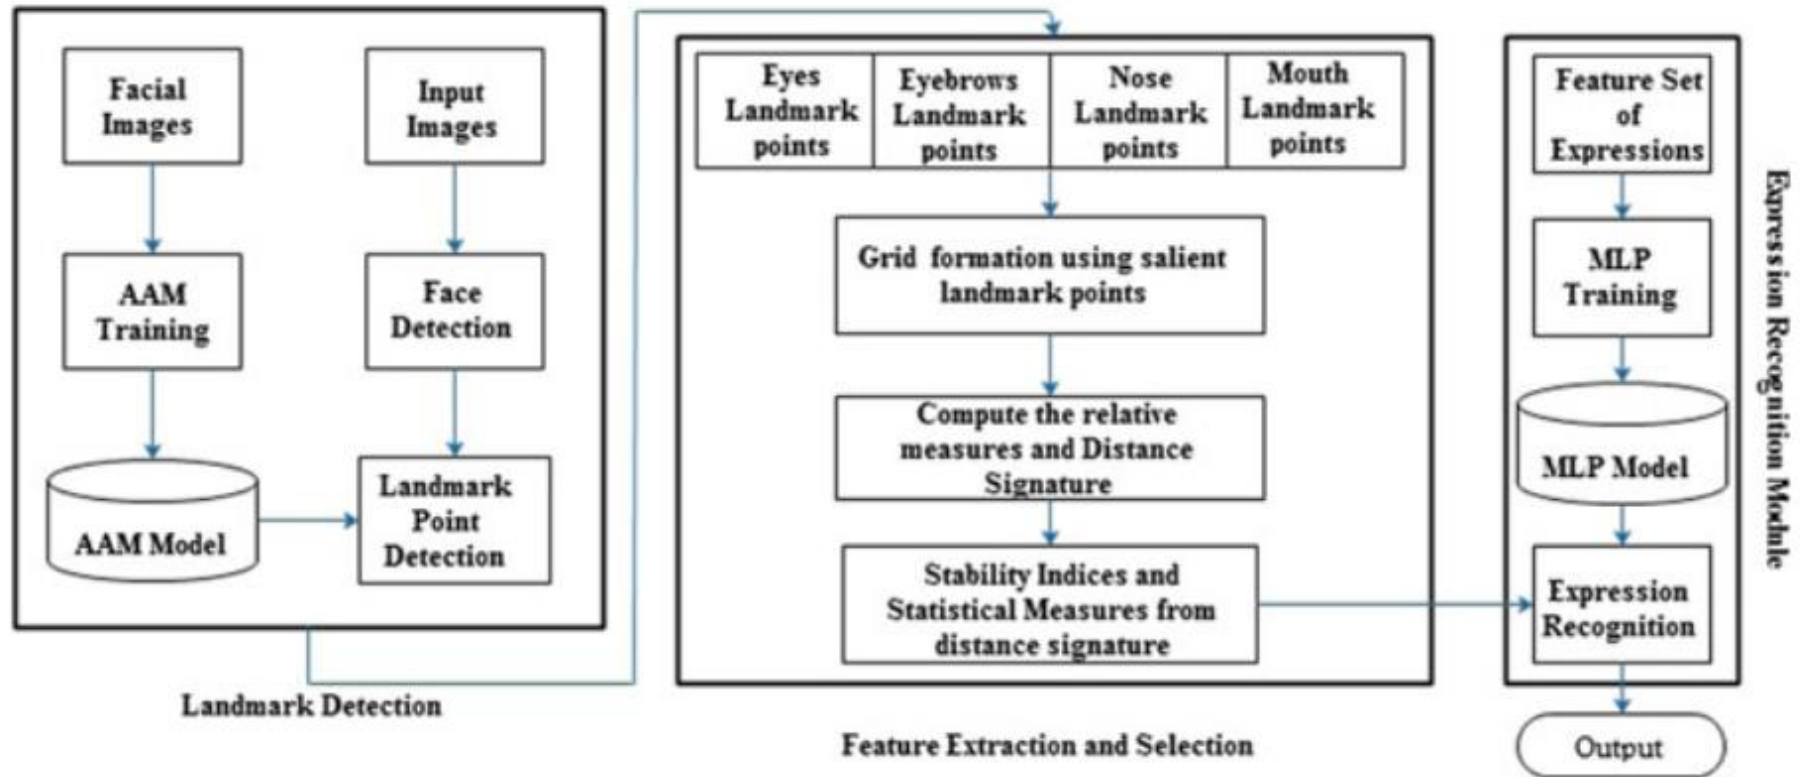 Facial
Images
Input
Images
AAM
Training
Face
Detection
AAM Model
Landmark
Point
Detection
Landmark Detection
Eyes
Landmark
points
Eyebrows
Landmark
points
Nose
Landmark
points
Mouth
Landmark
points
Grid formation using salient
landmark points
Compute the relative
measures and Distance
Signature
Stability Indices and
Statistical Measures from
distance signature
Feature Extraction and Selection
Feature Set
of
Expressions
MLP
Training
MLP Model
Expression
Recognition
Output
Expression Recognition Module